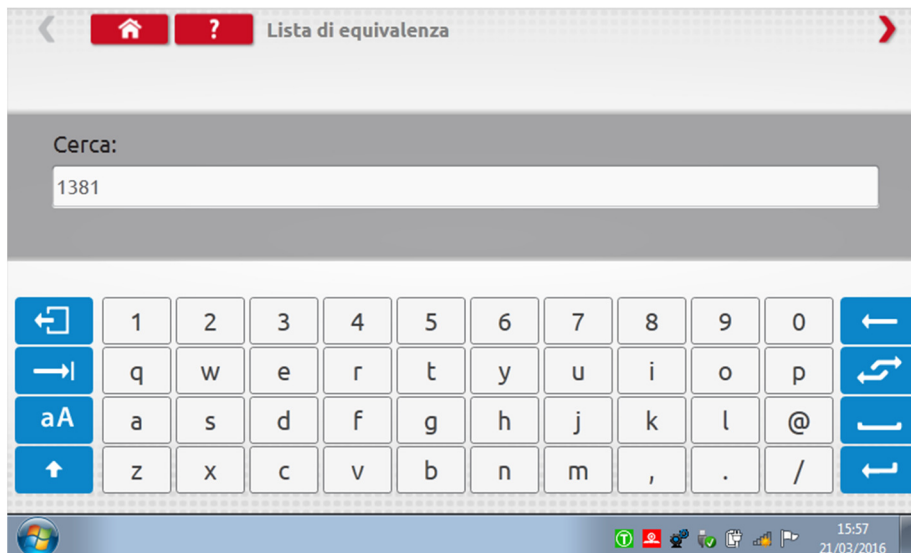 ? Lista di equivalenza
Cerca:
1381
1 2 3 4 5 6 7 8 9 0
q w e r t y u i o p
aA a s d f g h j k l @
z x c v b n m , . /
T 15:57
21/03/2016